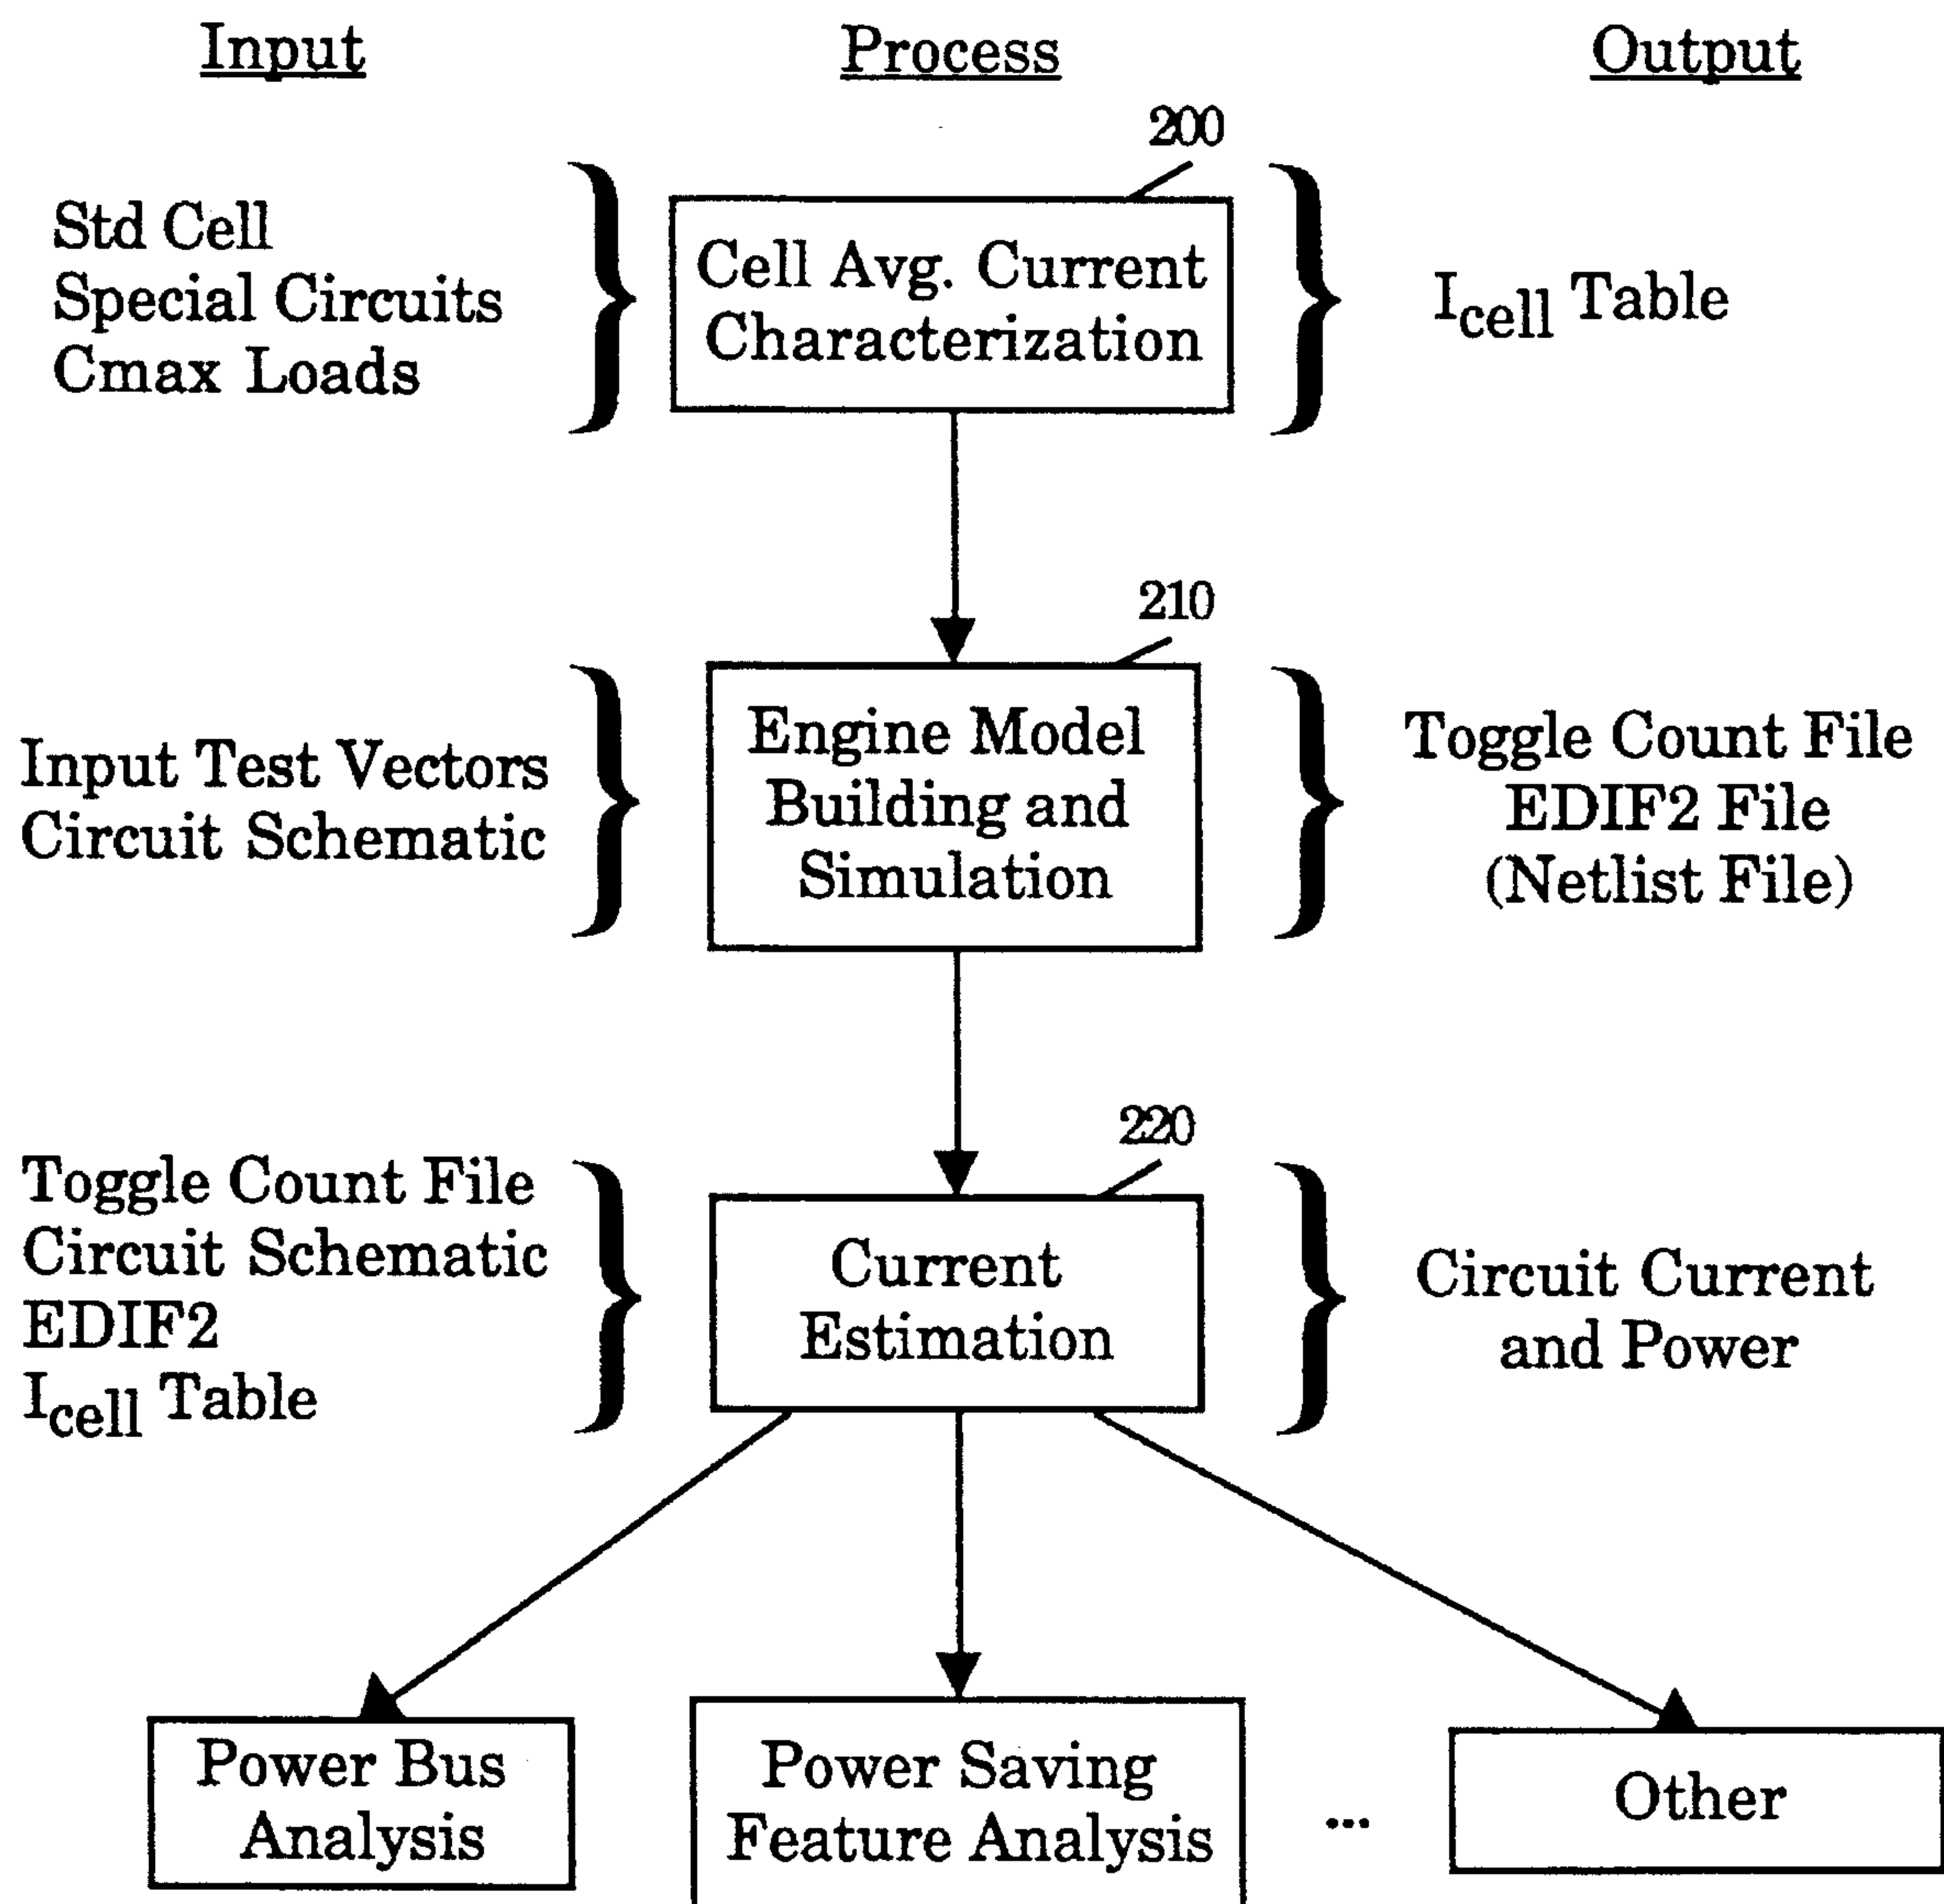 Input
Process
Output
200
Std Cell
Special Circuits
Cmax Loads
Cell Avg. Current
Characterization
Icell Table
210
Input Test Vectors
Circuit Schematic
Engine Model
Building and
Simulation
Toggle Count File
EDIF2 File
(Netlist File)
220
Toggle Count File
Circuit Schematic
EDIF2
Icell Table
Current
Estimation
Circuit Current
and Power
Power Bus
Analysis
Power Saving
Feature Analysis
...
Other